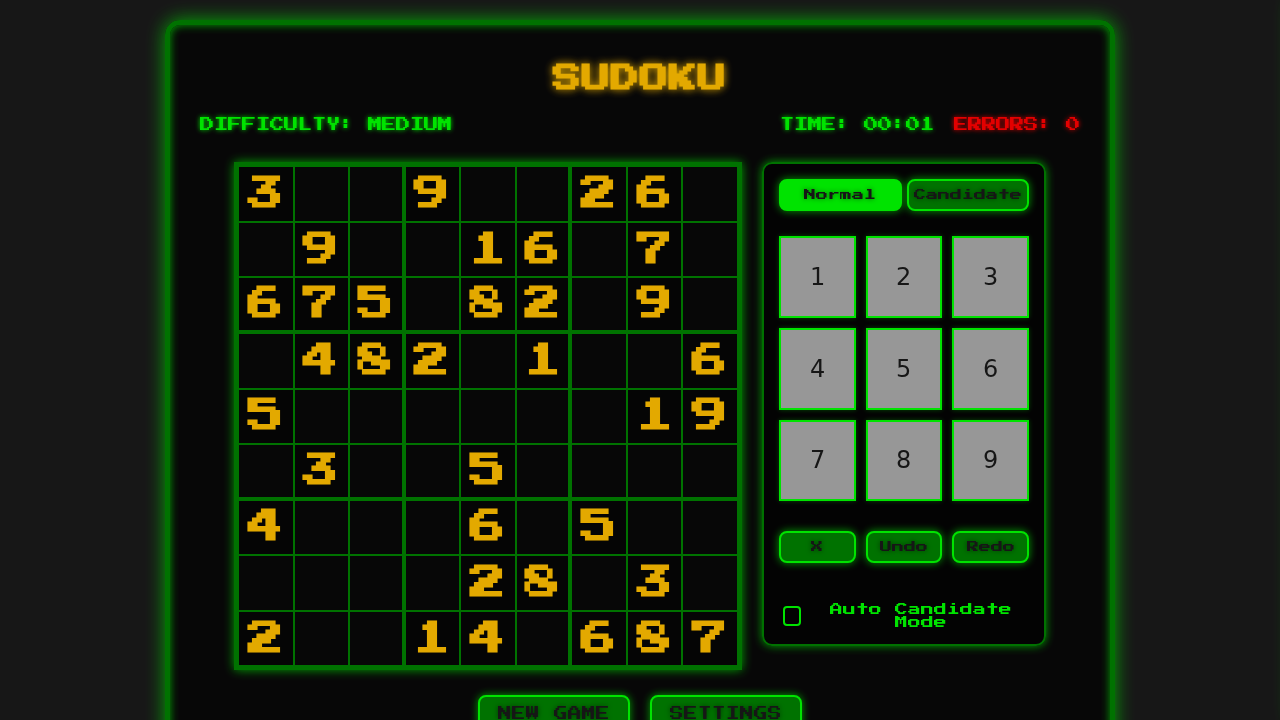 SUDOKU
DIFFICULTY: MEDIUM
TIME: 00:01 ERRORS: 0
3 9 2 6
9 1 6 7
6 7 5 8 2 9
4 8 2 1 6
5 1 9
3 5
4 6 5
2 8 3
2 1 4 6 8 7
Normal Candidate
1 2 3
4 5 6
7 8 9
X Undo Redo
Auto Candidate
Mode
NEW GAME SETTINGS